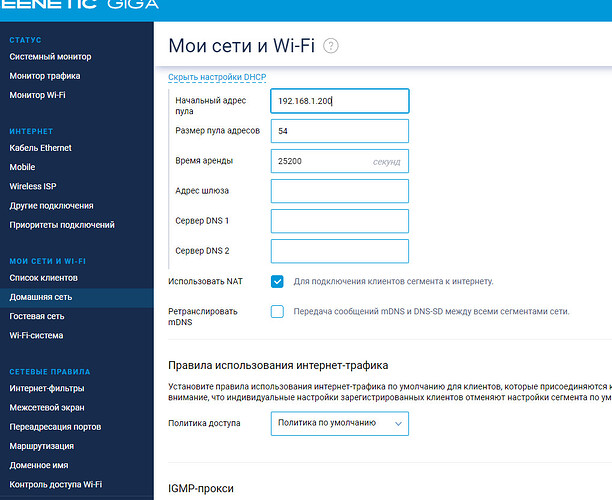 EENETIC GIGA
СТАТУС
Системный монитор
Монитор трафика
Монитор Wi-Fi
ИНТЕРНЕТ
Кабель Ethernet
Mobile
Wireless ISP
Другие подключения
Приоритеты подключений
МОИ СЕТИ И WI-FI
Список клиентов
Домашняя сеть
Гостевая сеть
Wi-Fi-система
СЕТЕВЫЕ ПРАВИЛА
Интернет-фильтры
Межсетевой экран
Переадресация портов
Маршрутизация
Доменное имя
Контроль доступа Wi-Fi
Мои сети и Wi-Fi ?
Скрыть настройки DHCP
Начальный адрес
пула
192.168.1.200
Размер пула адресов 54
Время аренды 25200 секунд
Адрес шлюза
Сервер DNS 1
Сервер DNS 2
Использовать NAT Для подключения клиентов сегмента к интернету.
Ретранслировать
mDNS
Передача сообщений mDNS и DNS-SD между всеми сегментами сети.
Правила использования интернет-трафика
Установите правила использования интернет-трафика по умолчанию для клиентов, которые присоединяются к
внимание, что индивидуальные настройки зарегистрированных клиентов отменяют настройки сегмента по ум
Политика доступа Политика по умолчанию
IGMP-прокси